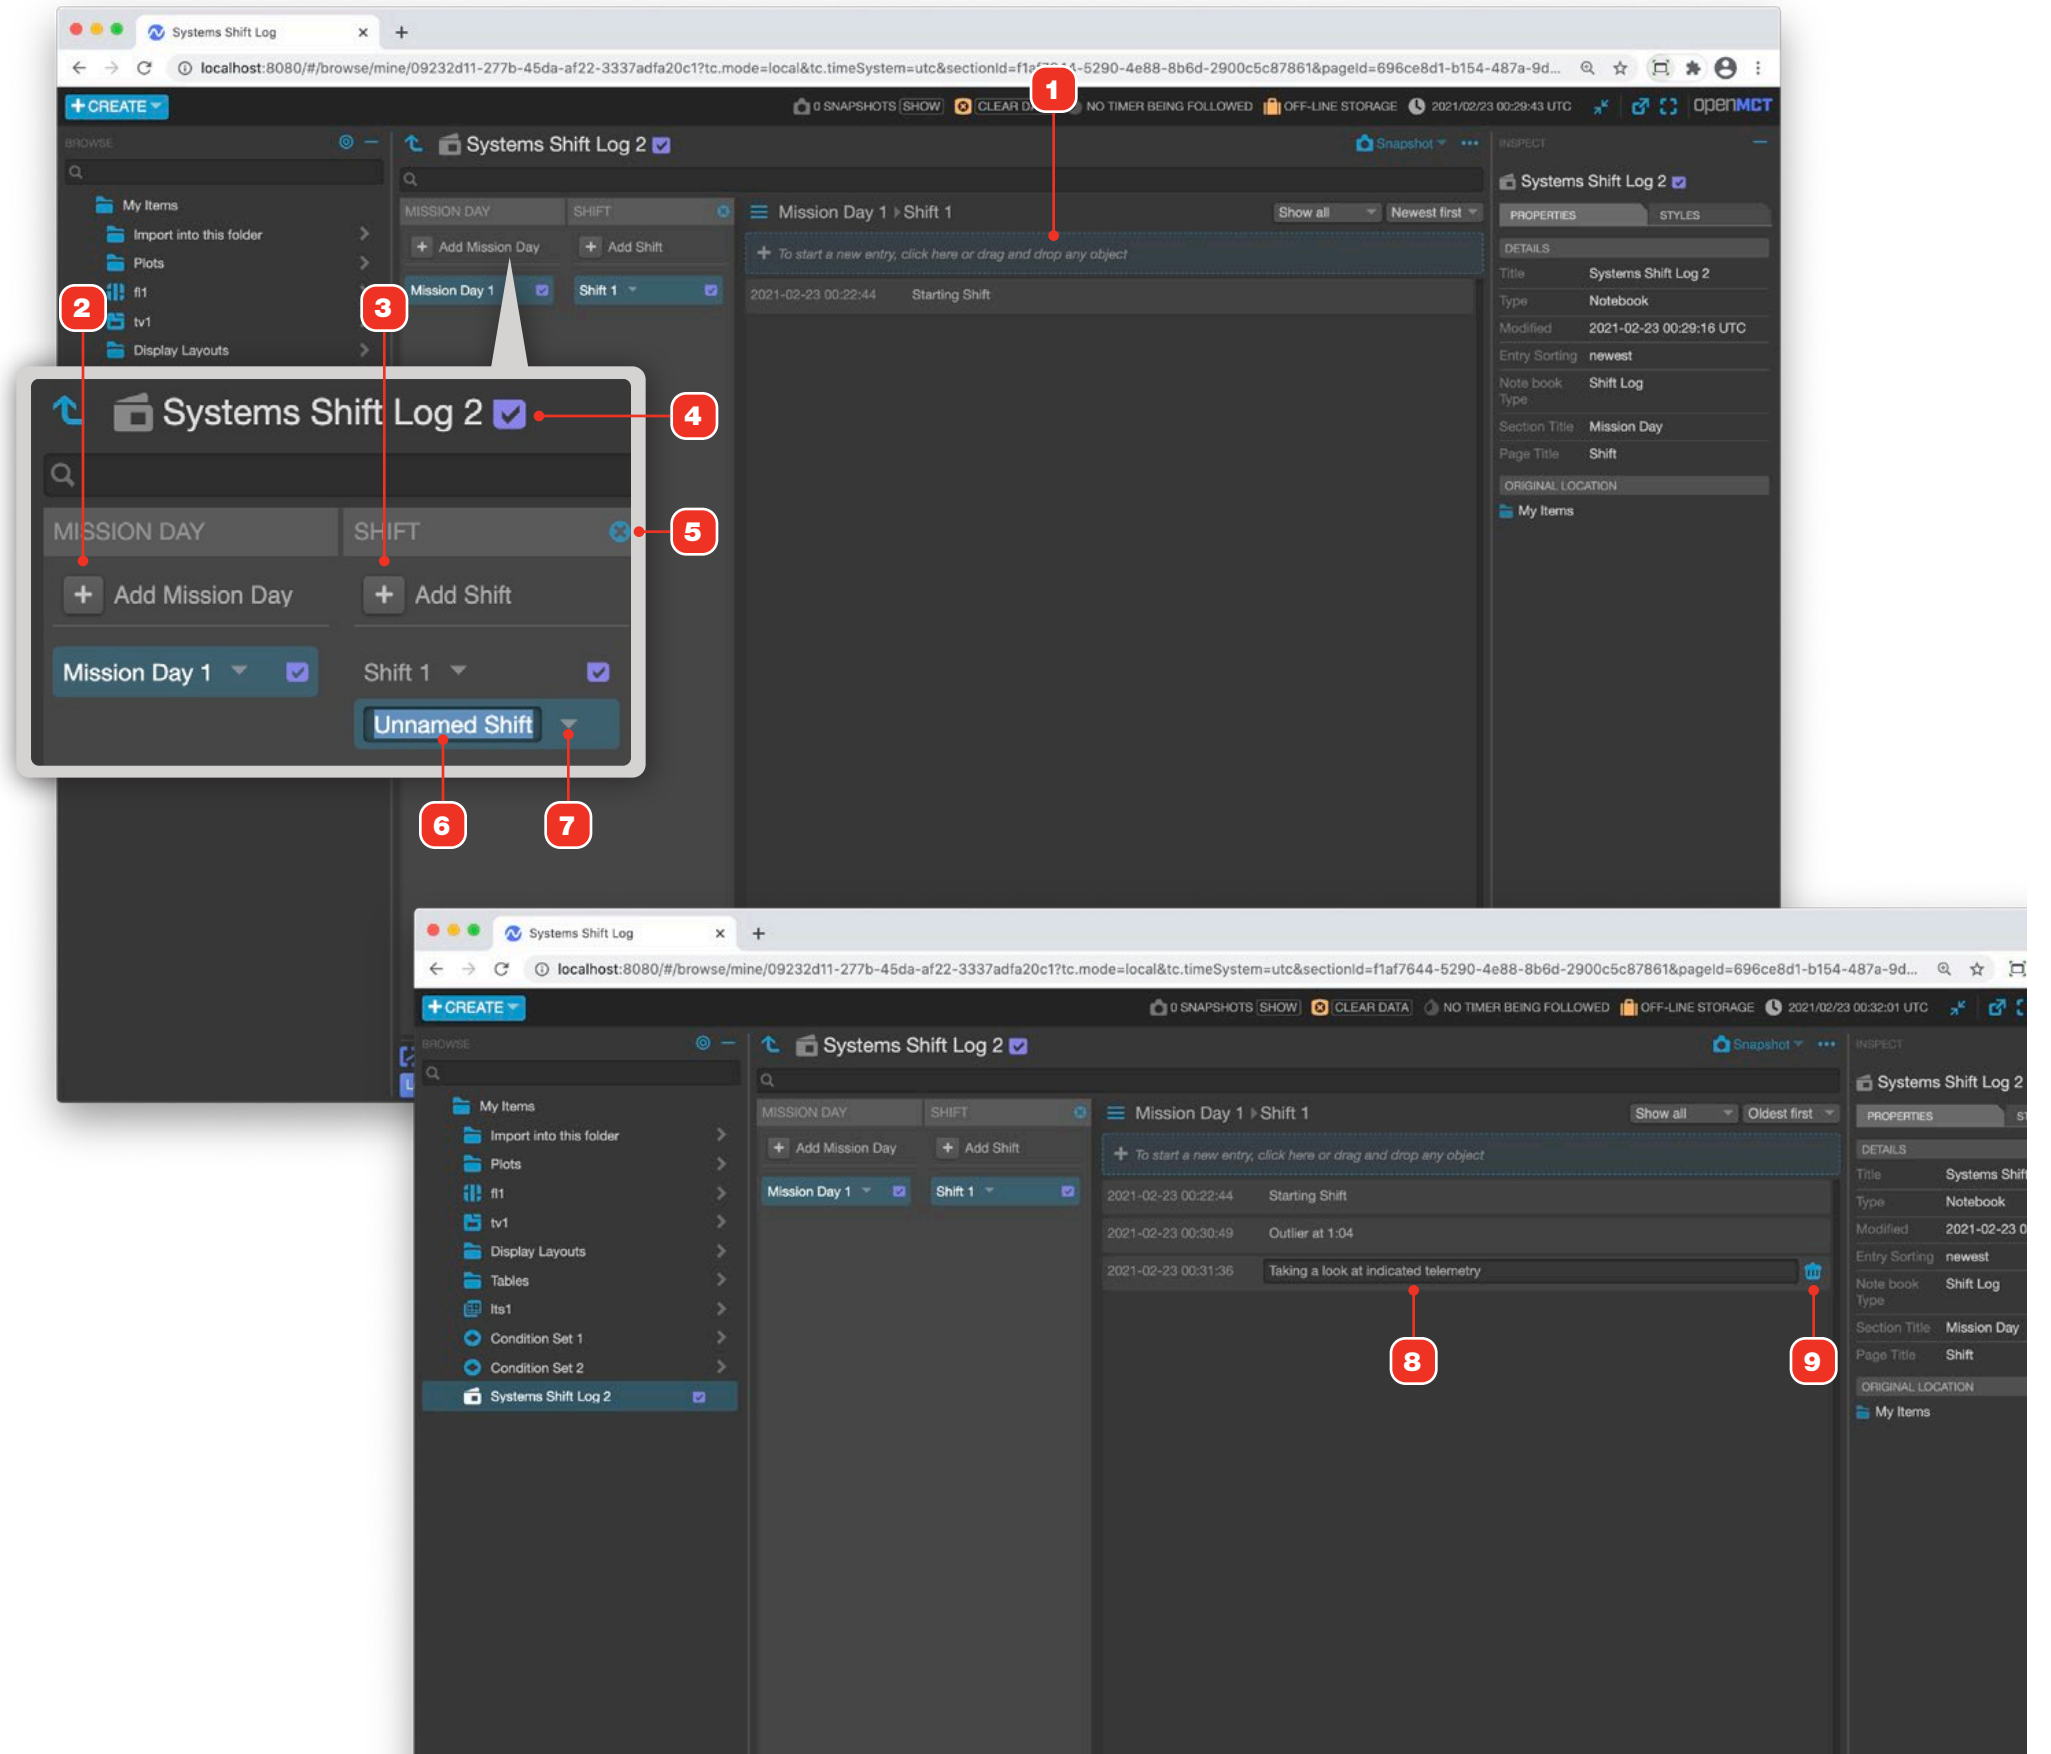 Systems Shift Log
localhost:8080/#/browse/mine/09232d11-277b-45da-af22-3337adfa20c1?tc.mode=local&tc.timeSystem=utc&sectionId=f1af7644-5290-4e88-8b6d-2900c5c87861&pageId=696ce8d1-b154-487a-9d...
1
+ CREATE
0 SNAPSHOTS SHOW CLEAR DA NO TIMER BEING FOLLOWED OFF-LINE STORAGE 2021/02/23 00:29:43 UTC openMCT
BROWSE
Systems Shift Log 2
Snapshot
INSPECT
My Items
Import into this folder
Plots
fl1
tv1
Display Layouts
MISSION DAY SHIFT
+ Add Mission Day + Add Shift
Mission Day 1 Shift 1
Mission Day 1 Shift 1
Show all Newest first
+ To start a new entry, click here or drag and drop any object
2021-02-23 00:22:44 Starting Shift
Systems Shift Log 2
PROPERTIES STYLES
DETAILS
Title Systems Shift Log 2
Type Notebook
Modified 2021-02-23 00:29:16 UTC
Entry Sorting newest
Note book Shift Log
Type
Section Title Mission Day
Page Title Shift
ORIGINAL LOCATION
My Items
2
3
Systems Shift Log 2
4
MISSION DAY SHIFT
5
+ Add Mission Day + Add Shift
Mission Day 1 Shift 1
Unnamed Shift
6
7
Systems Shift Log
localhost:8080/#/browse/mine/09232d11-277b-45da-af22-3337adfa20c1?tc.mode=local&tc.timeSystem=utc&sectionId=f1af7644-5290-4e88-8b6d-2900c5c87861&pageId=696ce8d1-b154-487a-9d...
+ CREATE
0 SNAPSHOTS SHOW CLEAR DATA NO TIMER BEING FOLLOWED OFF-LINE STORAGE 2021/02/23 00:32:01 UTC
BROWSE
Systems Shift Log 2
Snapshot
INSPECT
My Items
Import into this folder
Plots
fl1
tv1
Display Layouts
Tables
lts1
Condition Set 1
Condition Set 2
Systems Shift Log 2
MISSION DAY SHIFT
+ Add Mission Day + Add Shift
Mission Day 1 Shift 1
Mission Day 1 Shift 1
Show all Oldest first
+ To start a new entry, click here or drag and drop any object
2021-02-23 00:22:44 Starting Shift
2021-02-23 00:30:49 Outlier at 1:04
2021-02-23 00:31:36 Taking a look at indicated telemetry
8
9
Systems Shift Log 2
PROPERTIES ST
DETAILS
Title Systems Shift
Type Notebook
Modified 2021-02-23 0
Entry Sorting newest
Note book Shift Log
Type
Section Title Mission Day
Page Title Shift
ORIGINAL LOCATION
My Items